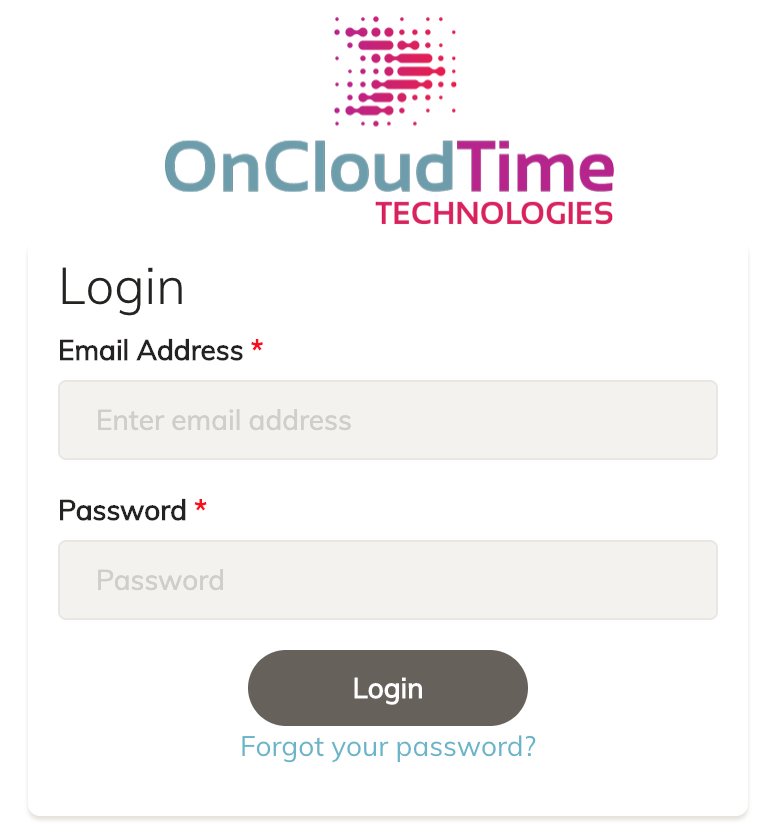 OnCloudTime
TECHNOLOGIES
Login
Email Address *
Enter email address
Password *
Password
Login
Forgot your password?